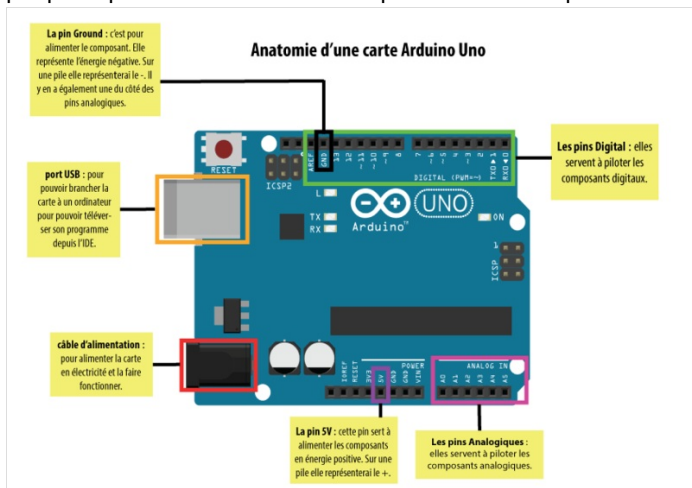 Anatomie d'une carte Arduino Uno
La pin Ground : c'est pour
alimenter le composant. Elle
représente l'énergie négative. Sur
une pile elle représenterai le -. Il
y en a également une du côté des
pins analogiques.
port USB : pour
pouvoir brancher la
carte à un ordinateur
pour pouvoir téléver-
ser son programme
depuis l'IDE.
câble d'alimentation :
pour alimenter la carte
en électricité et la faire
fonctionner.
Les pins Digital : elles
servent à piloter les
composants digitaux.
La pin 5V : cette pin sert à
alimenter les composants
en énergie positive. Sur une
pile elle représenterai le +.
Les pins Analogiques :
elles servent à piloter les
composants analogiques.
RESET
ICSP2
AREF
GND
13
12
~11
~10
~9
8
7
~6
~5
4
~3
2
TX0▶1
RX0◀0
DIGITAL (PWM=~)
L
TX
RX
Arduino™
UNO
ON
1
ICSP
IOREF
RESET
3V3
5V
GND
GND
VIN
POWER
ANALOG IN
A0
A1
A2
A3
A4
A5